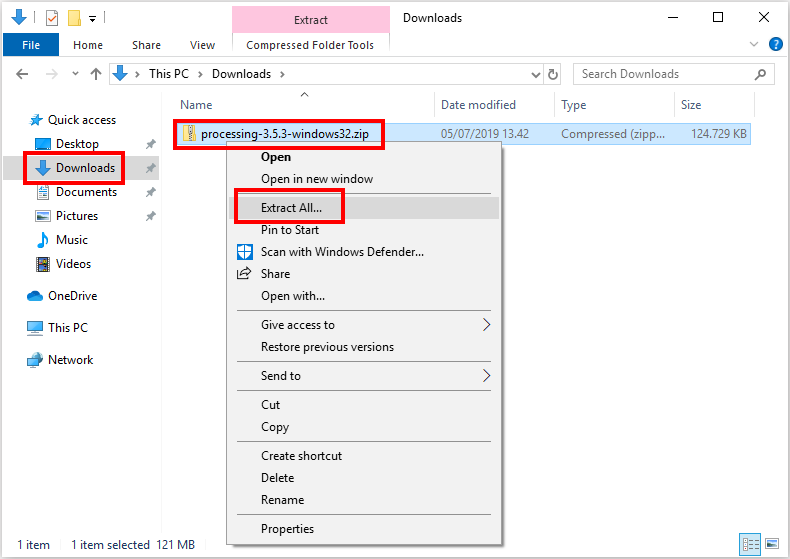 Extract
Downloads
File
Home
Share
View
Compressed Folder Tools
This PC
Downloads
Search Downloads
Name
Date modified
Type
Size
Quick access
Desktop
Downloads
Documents
Pictures
Music
Videos
OneDrive
This PC
Network
processing-3.5.3-windows32.zip
05/07/2019 13.42
Compressed (zipp...
124.729 KB
Open
Open in new window
Extract All...
Pin to Start
Scan with Windows Defender...
Share
Open with...
Give access to
Restore previous versions
Send to
Cut
Copy
Create shortcut
Delete
Rename
Properties
1 item
1 item selected 121 MB